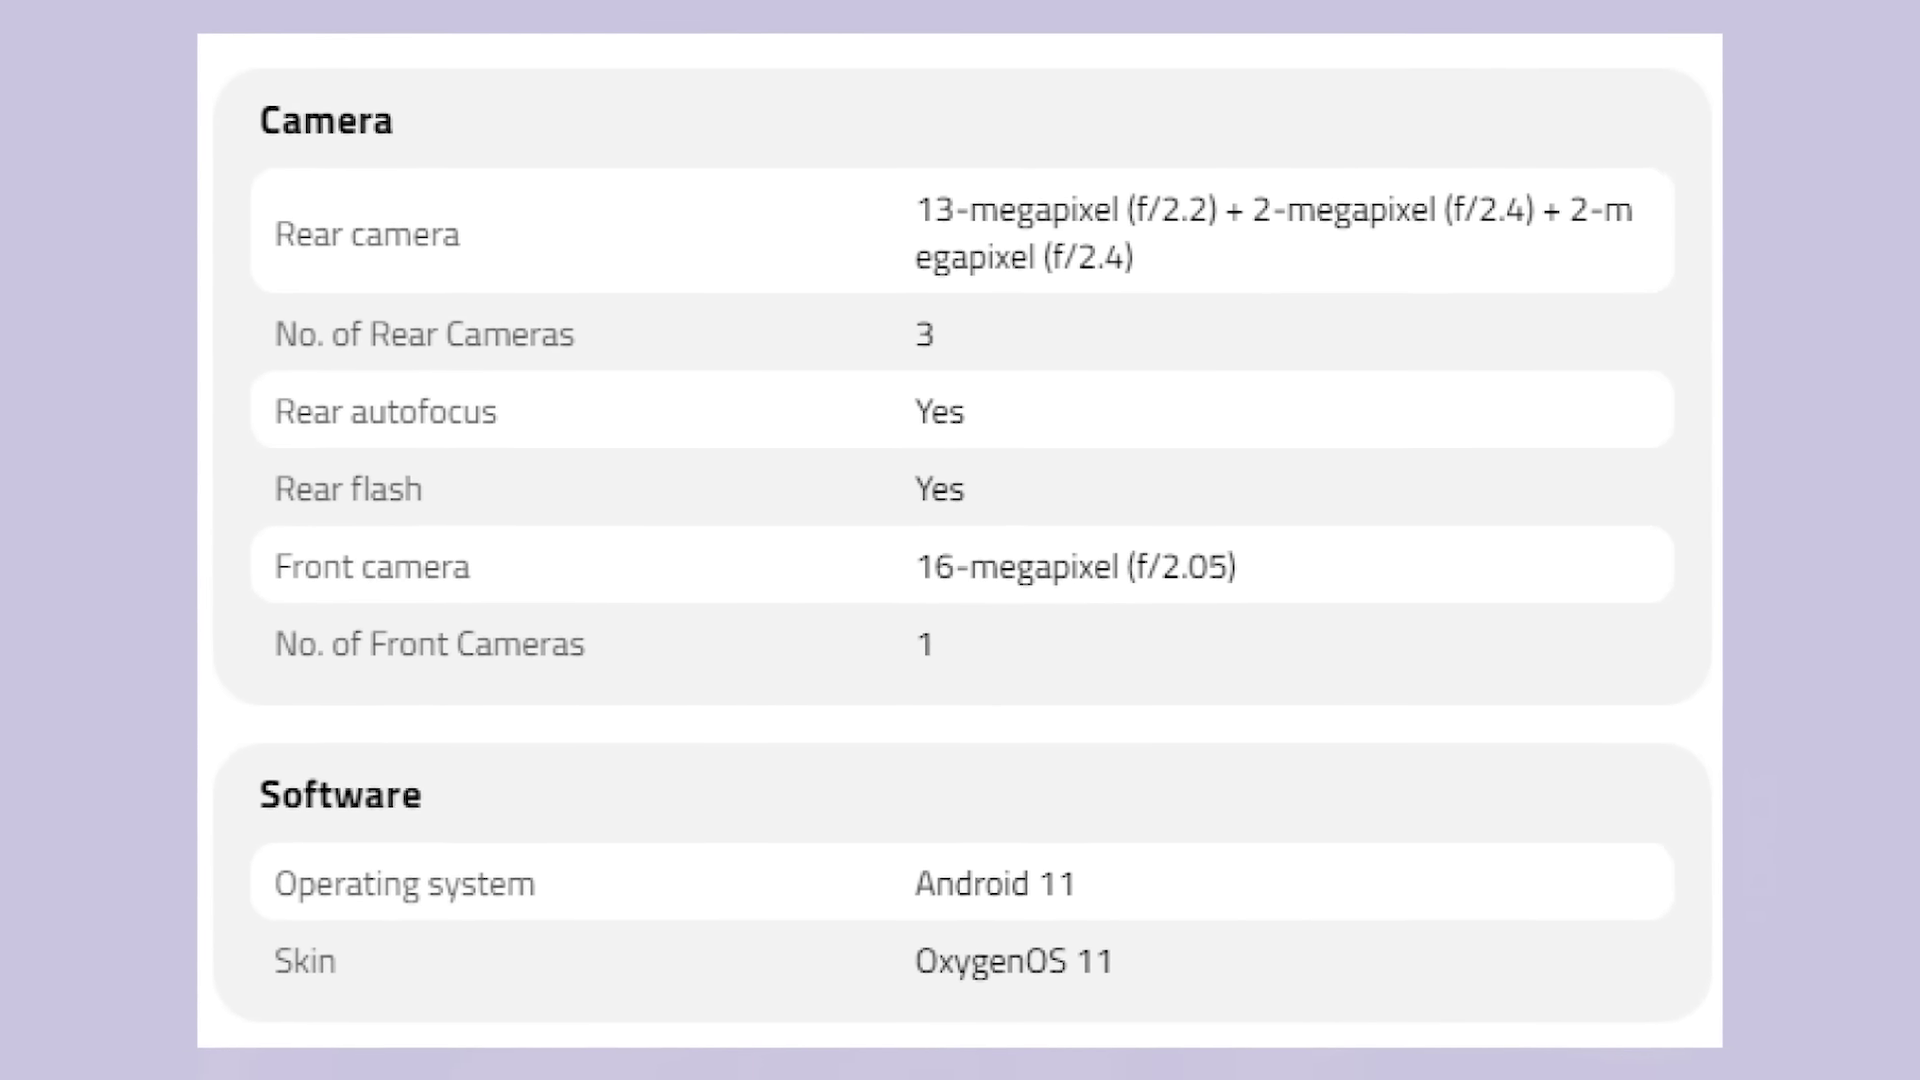 Camera
Rear camera
13-megapixel (f/2.2) + 2-megapixel (f/2.4) + 2-m
egapixel (f/2.4)
No. of Rear Cameras
3
Rear autofocus
Yes
Rear flash
Yes
Front camera
16-megapixel (f/2.05)
No. of Front Cameras
1
Software
Operating system
Android 11
Skin
OxygenOS 11